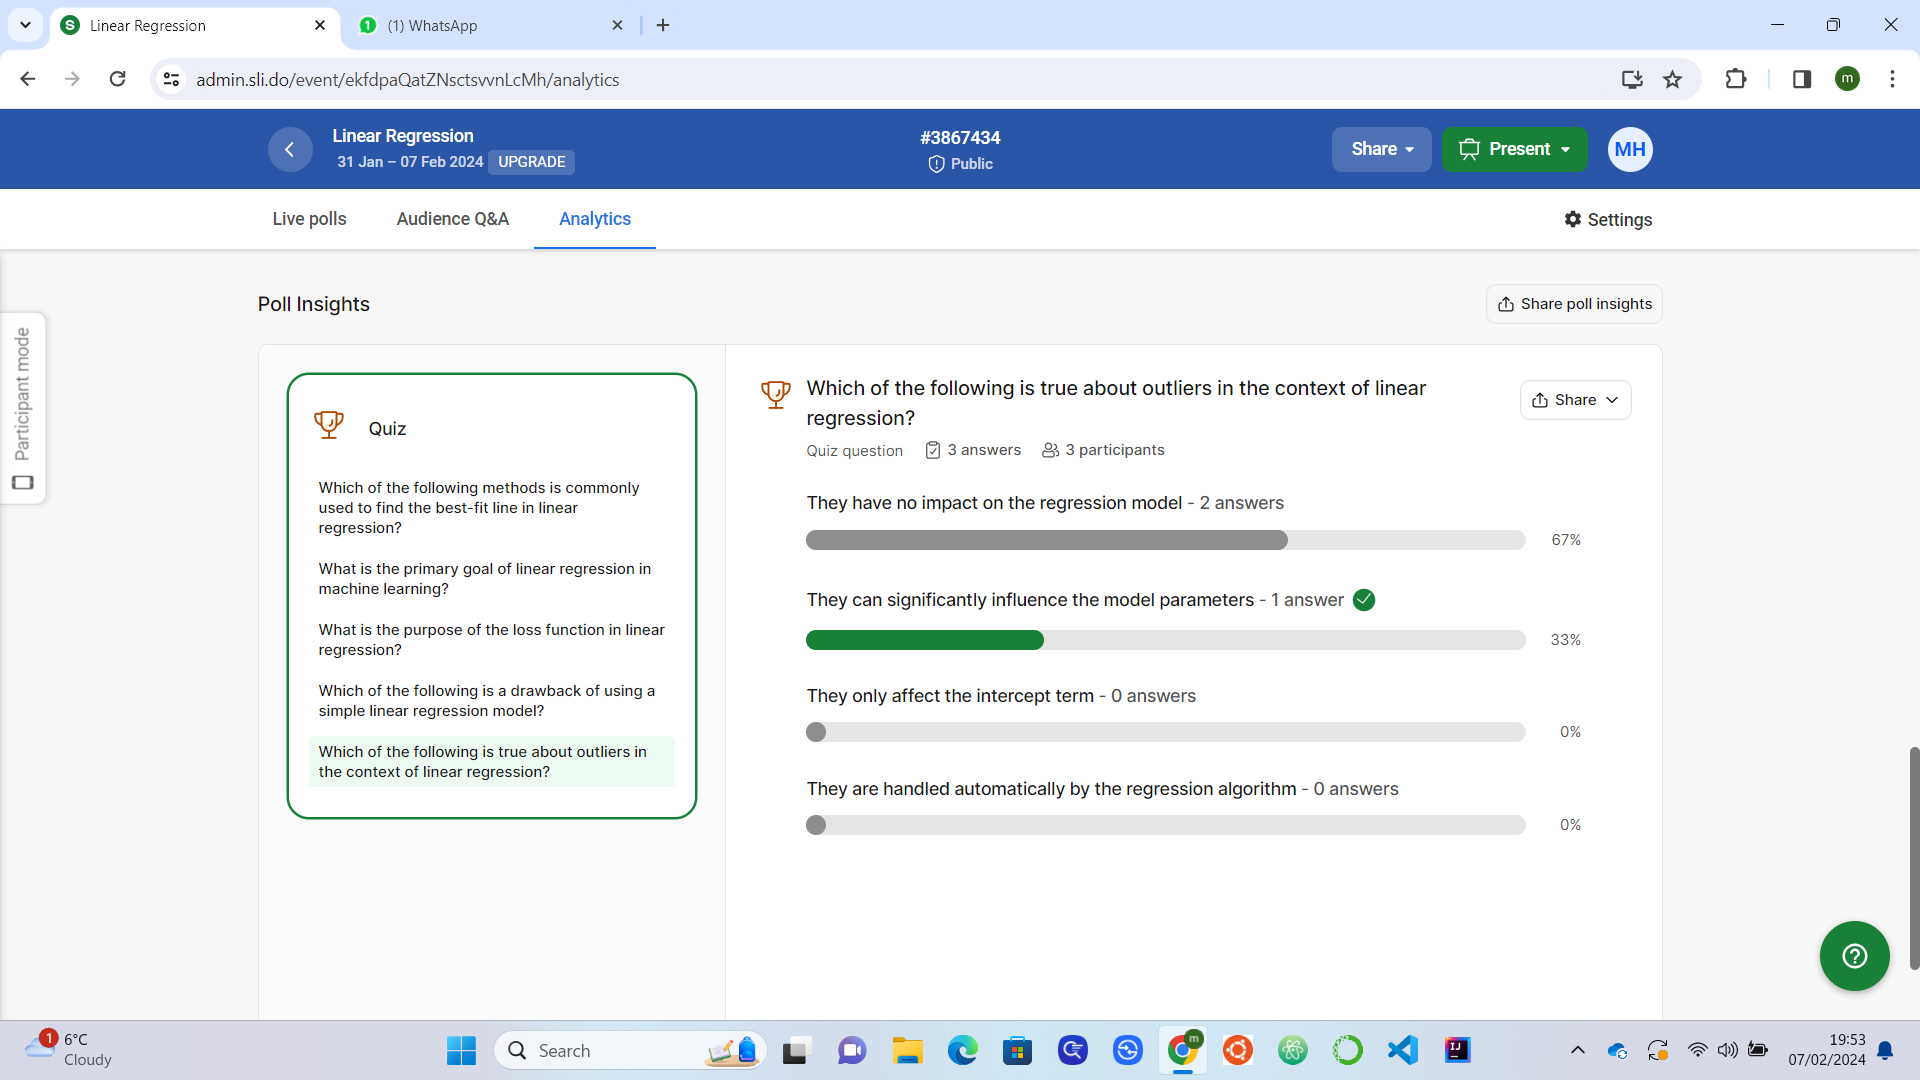 Linear Regression
(1) WhatsApp
admin.sli.do/event/ekfdpaQatZNsctsvvnLcMh/analytics
m
Linear Regression
31 Jan – 07 Feb 2024 UPGRADE
#3867434
Public
Share
Present
MH
Live polls
Audience Q&A
Analytics
Settings
Participant mode
Poll Insights
Share poll insights
Quiz
Which of the following methods is commonly
used to find the best-fit line in linear
regression?
What is the primary goal of linear regression in
machine learning?
What is the purpose of the loss function in linear
regression?
Which of the following is a drawback of using a
simple linear regression model?
Which of the following is true about outliers in
the context of linear regression?
Which of the following is true about outliers in the context of linear
regression?
Share
Quiz question 3 answers 3 participants
They have no impact on the regression model - 2 answers
67%
They can significantly influence the model parameters - 1 answer
33%
They only affect the intercept term - 0 answers
0%
They are handled automatically by the regression algorithm - 0 answers
0%
1
6°C
Cloudy
Search
m
IJ
19:53
07/02/2024